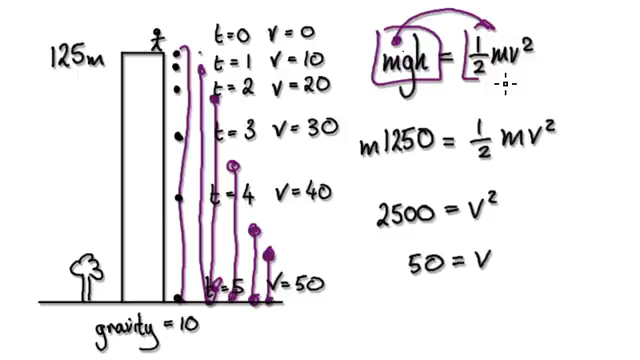 125m
t=0 v=0
t=1 v=10
t=2 v=20
t=3 v=30
t=4 v=40
t=5 v=50
gravity = 10
mgh = 1/2 mv²
m1250 = 1/2 mv²
2500 = v²
50 = v